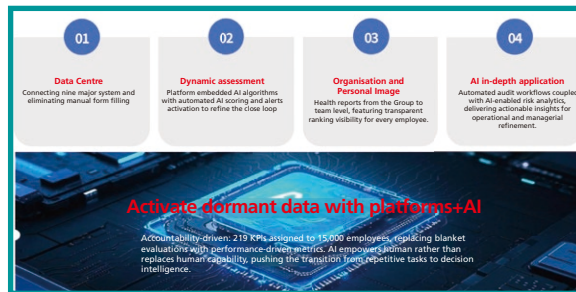 01
Data Centre
Connecting nine major system and
eliminating manual form filling
02
Dynamic assessment
Platform embedded AI algorithms
with automated AI scoring and alerts
activation to refine the close loop
03
Organisation and
Personal Image
Health reports from the Group to
team level, featuring transparent
ranking visibility for every employee.
04
AI in-depth application
Automated audit workflows coupled
with AI-enabled risk analytics,
delivering actionable insights for
operational and managerial
refinement.
Activate dormant data with platforms+AI
Accountability-driven: 219 KPIs assigned to 15,000 employees, replacing blanket
evaluations with performance-driven metrics. AI empowers human rather than
replaces human capability, pushing the transition from repetitive tasks to decision
intelligence.